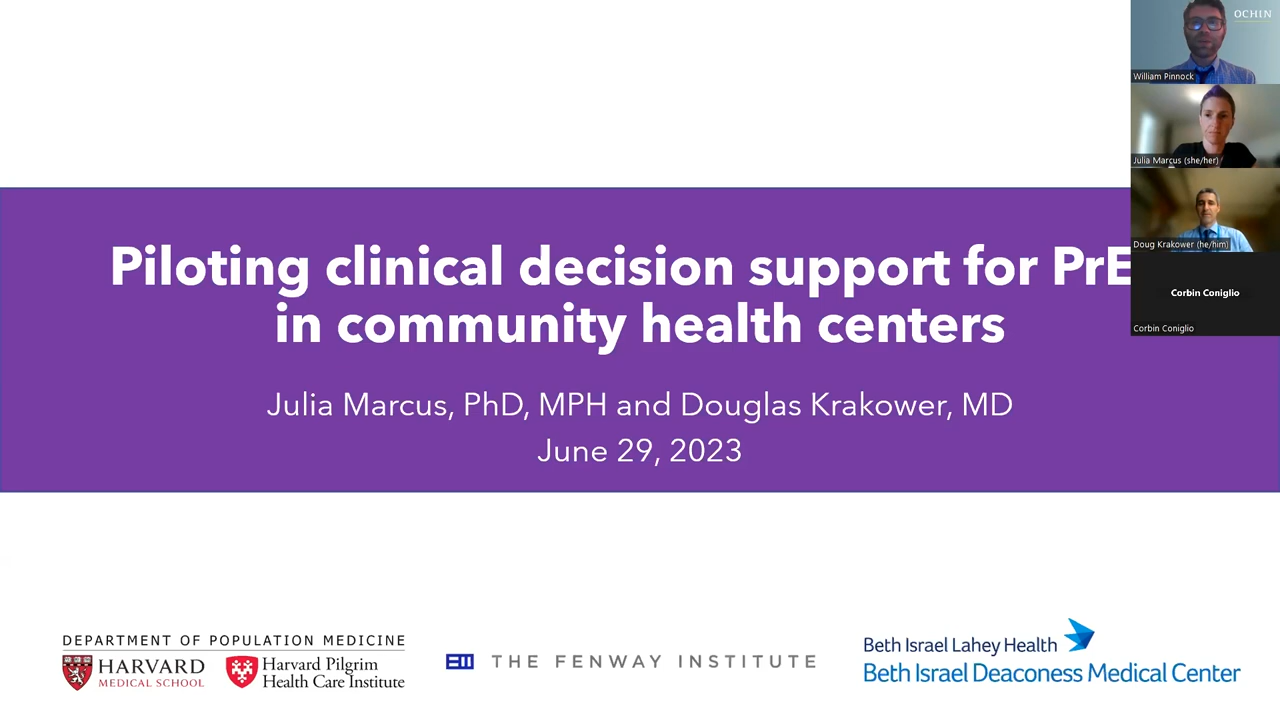 OCHIN
William Pinnock
Julia Marcus (she/her)
Doug Krakower (he/him)
Corbin Coniglio
Corbin Coniglio
Piloting clinical decision support for PrE
in community health centers
Julia Marcus, PhD, MPH and Douglas Krakower, MD
June 29, 2023
DEPARTMENT OF POPULATION MEDICINE
HARVARD
MEDICAL SCHOOL
Harvard Pilgrim
Health Care Institute
THE FENWAY INSTITUTE
Beth Israel Lahey Health
Beth Israel Deaconess Medical Center